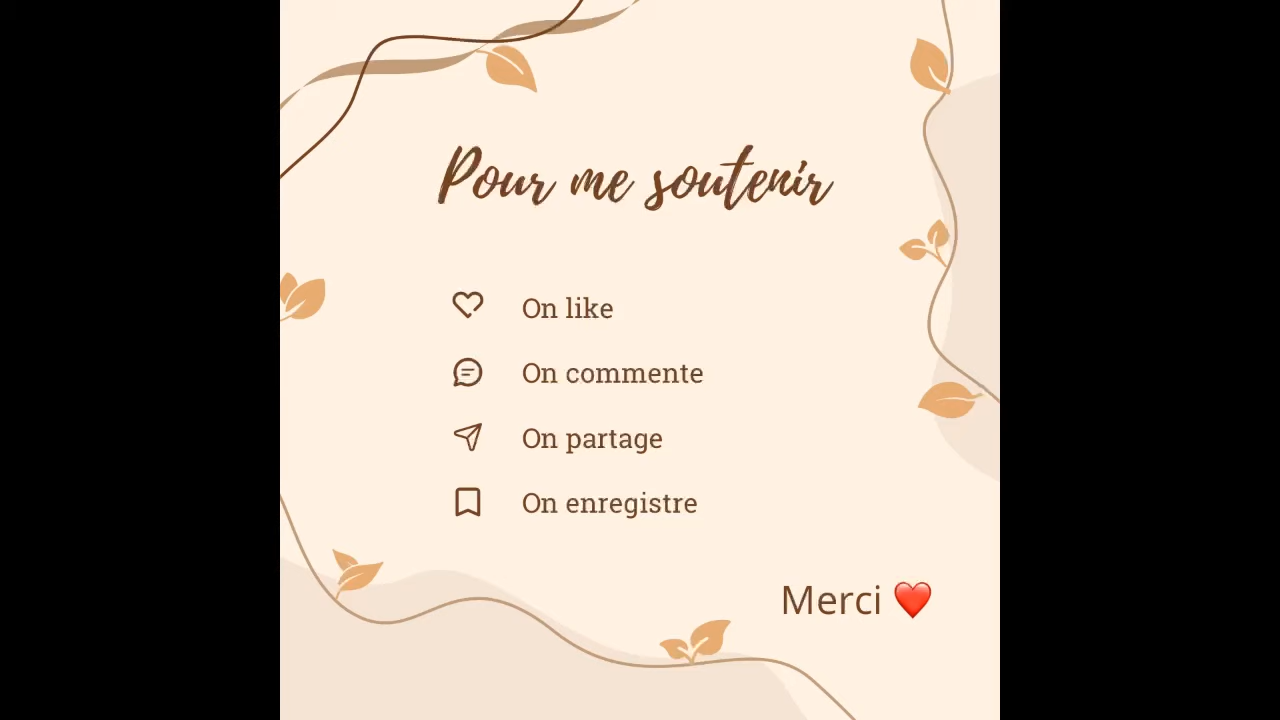 Pour me soutenir
On like
On commente
On partage
On enregistre
Merci ❤️